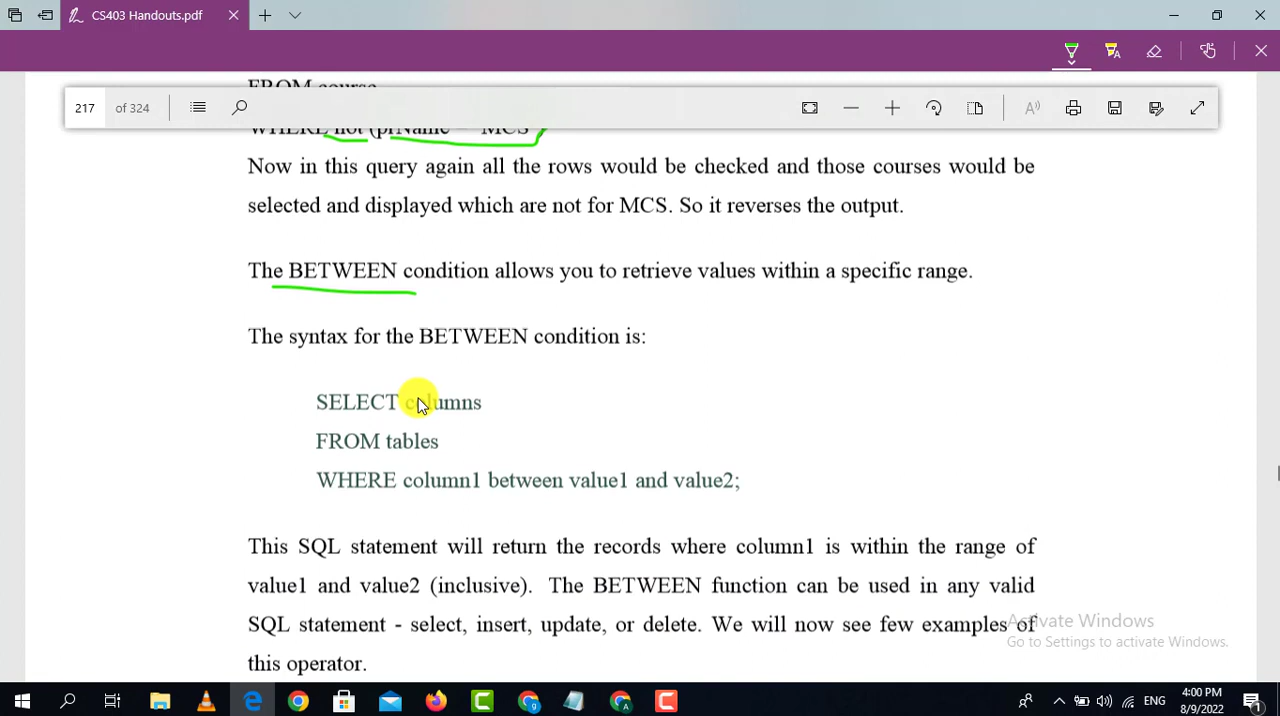 CS403 Handouts.pdf
FROM course
217 of 324
WHERE not (prName = MCS
Now in this query again all the rows would be checked and those courses would be
selected and displayed which are not for MCS. So it reverses the output.
The BETWEEN condition allows you to retrieve values within a specific range.
The syntax for the BETWEEN condition is:
SELECT columns
FROM tables
WHERE column1 between value1 and value2;
This SQL statement will return the records where column1 is within the range of
value1 and value2 (inclusive). The BETWEEN function can be used in any valid
SQL statement - select, insert, update, or delete. We will now see few examples of
this operator.
Activate Windows
Go to Settings to activate Windows.
ENG
4:00 PM
8/9/2022